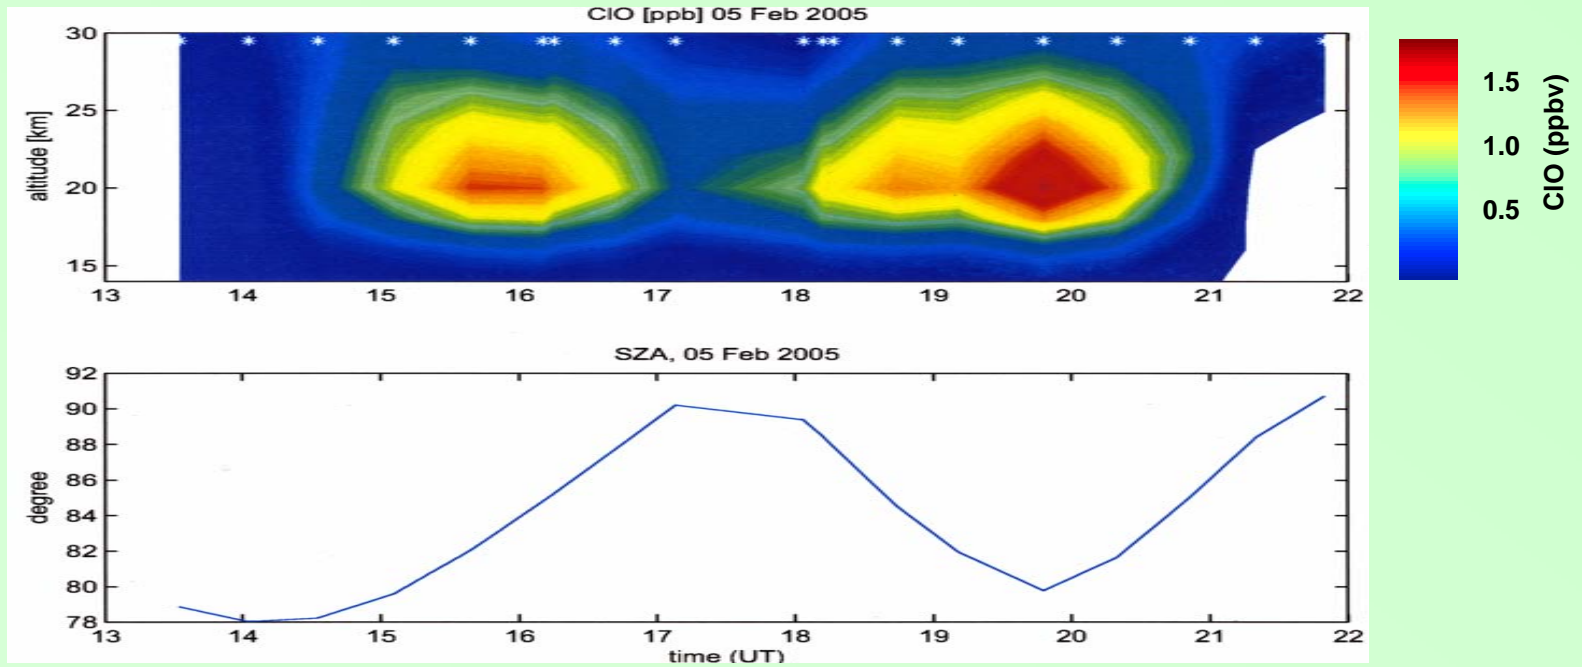 ClO [ppb] 05 Feb 2005
30
25
20
15
altitude [km]
13 14 15 16 17 18 19 20 21 22
1.5
1.0
0.5
ClO (ppbv)
SZA, 05 Feb 2005
92
90
88
86
84
82
80
78
degree
13 14 15 16 17 18 19 20 21 22
time (UT)